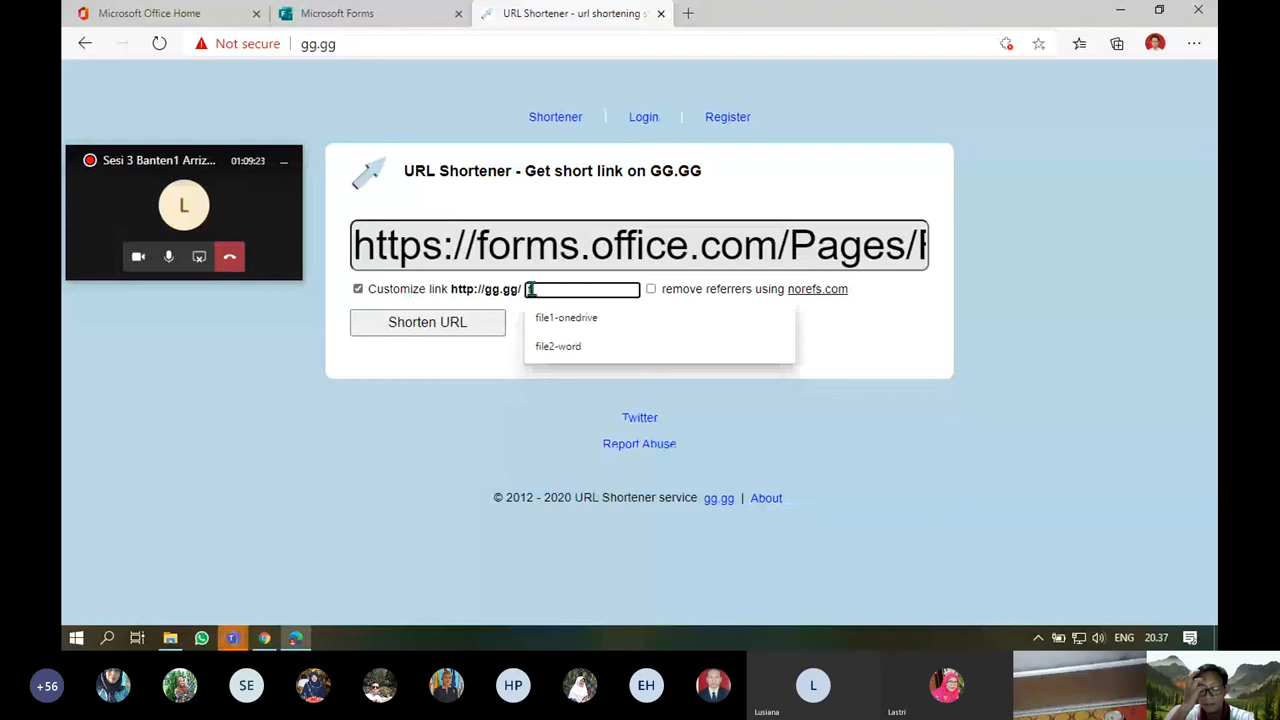 Microsoft Office Home
Microsoft Forms
URL Shortener - url shortening s
Not secure
gg.gg
Shortener | Login | Register
Sesi 3 Banten1 Arriz...
01:09:23
L
URL Shortener - Get short link on GG.GG
https://forms.office.com/Pages/
Customize link http://gg.gg/
remove referrers using norefs.com
Shorten URL
file1-onedrive
file2-word
Twitter
Report Abuse
© 2012 - 2020 URL Shortener service gg.gg | About
ENG
20.37
+56
SE
HP
EH
L
Lusiana
Lastri